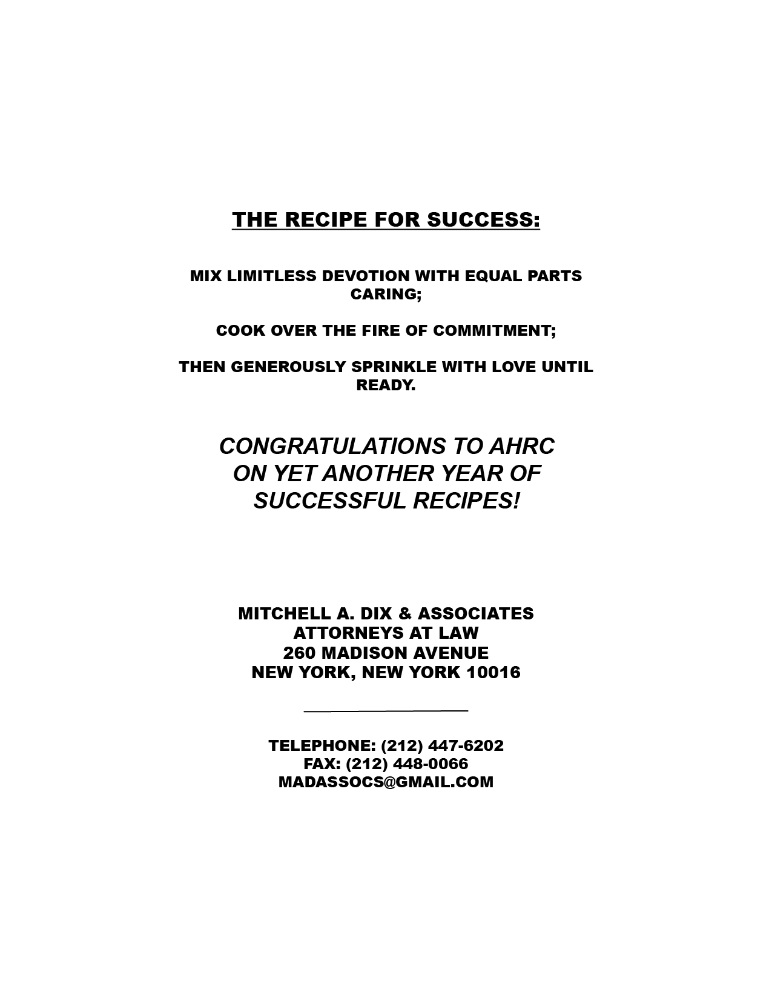 THE RECIPE FOR SUCCESS:
MIX LIMITLESS DEVOTION WITH EQUAL PARTS
CARING;
COOK OVER THE FIRE OF COMMITMENT;
THEN GENEROUSLY SPRINKLE WITH LOVE UNTIL
READY.
CONGRATULATIONS TO AHRC
ON YET ANOTHER YEAR OF
SUCCESSFUL RECIPES!
MITCHELL A. DIX & ASSOCIATES
ATTORNEYS AT LAW
260 MADISON AVENUE
NEW YORK, NEW YORK 10016
TELEPHONE: (212) 447-6202
FAX: (212) 448-0066
MADASSOCS@GMAIL.COM